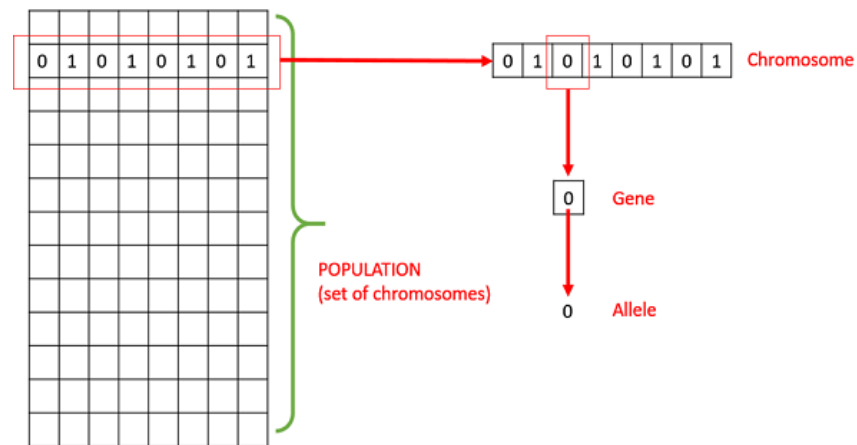 0 1 0 1 0 1 0 1
0 1 0 1 0 1 0 1 Chromosome
0 Gene
POPULATION
(set of chromosomes)
0 Allele